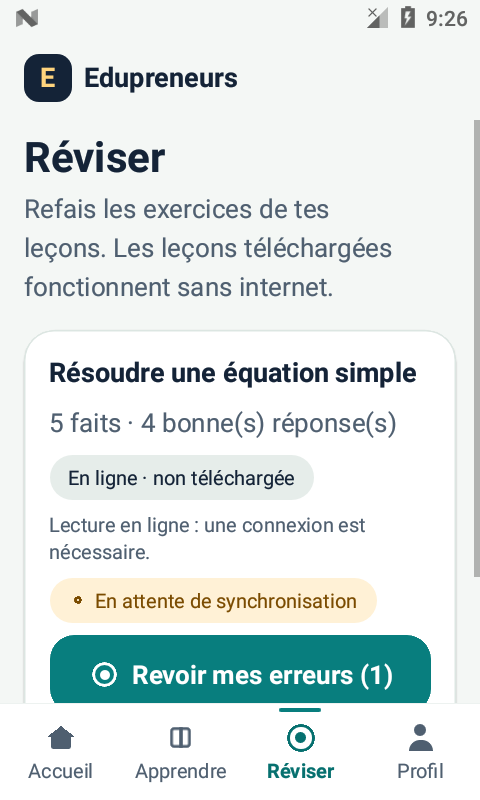 9:26
E Edupreneurs
Réviser
Refais les exercices de tes
leçons. Les leçons téléchargées
fonctionnent sans internet.
Résoudre une équation simple
5 faits · 4 bonne(s) réponse(s)
En ligne · non téléchargée
Lecture en ligne : une connexion est
nécessaire.
En attente de synchronisation
Revoir mes erreurs (1)
Accueil Apprendre Réviser Profil